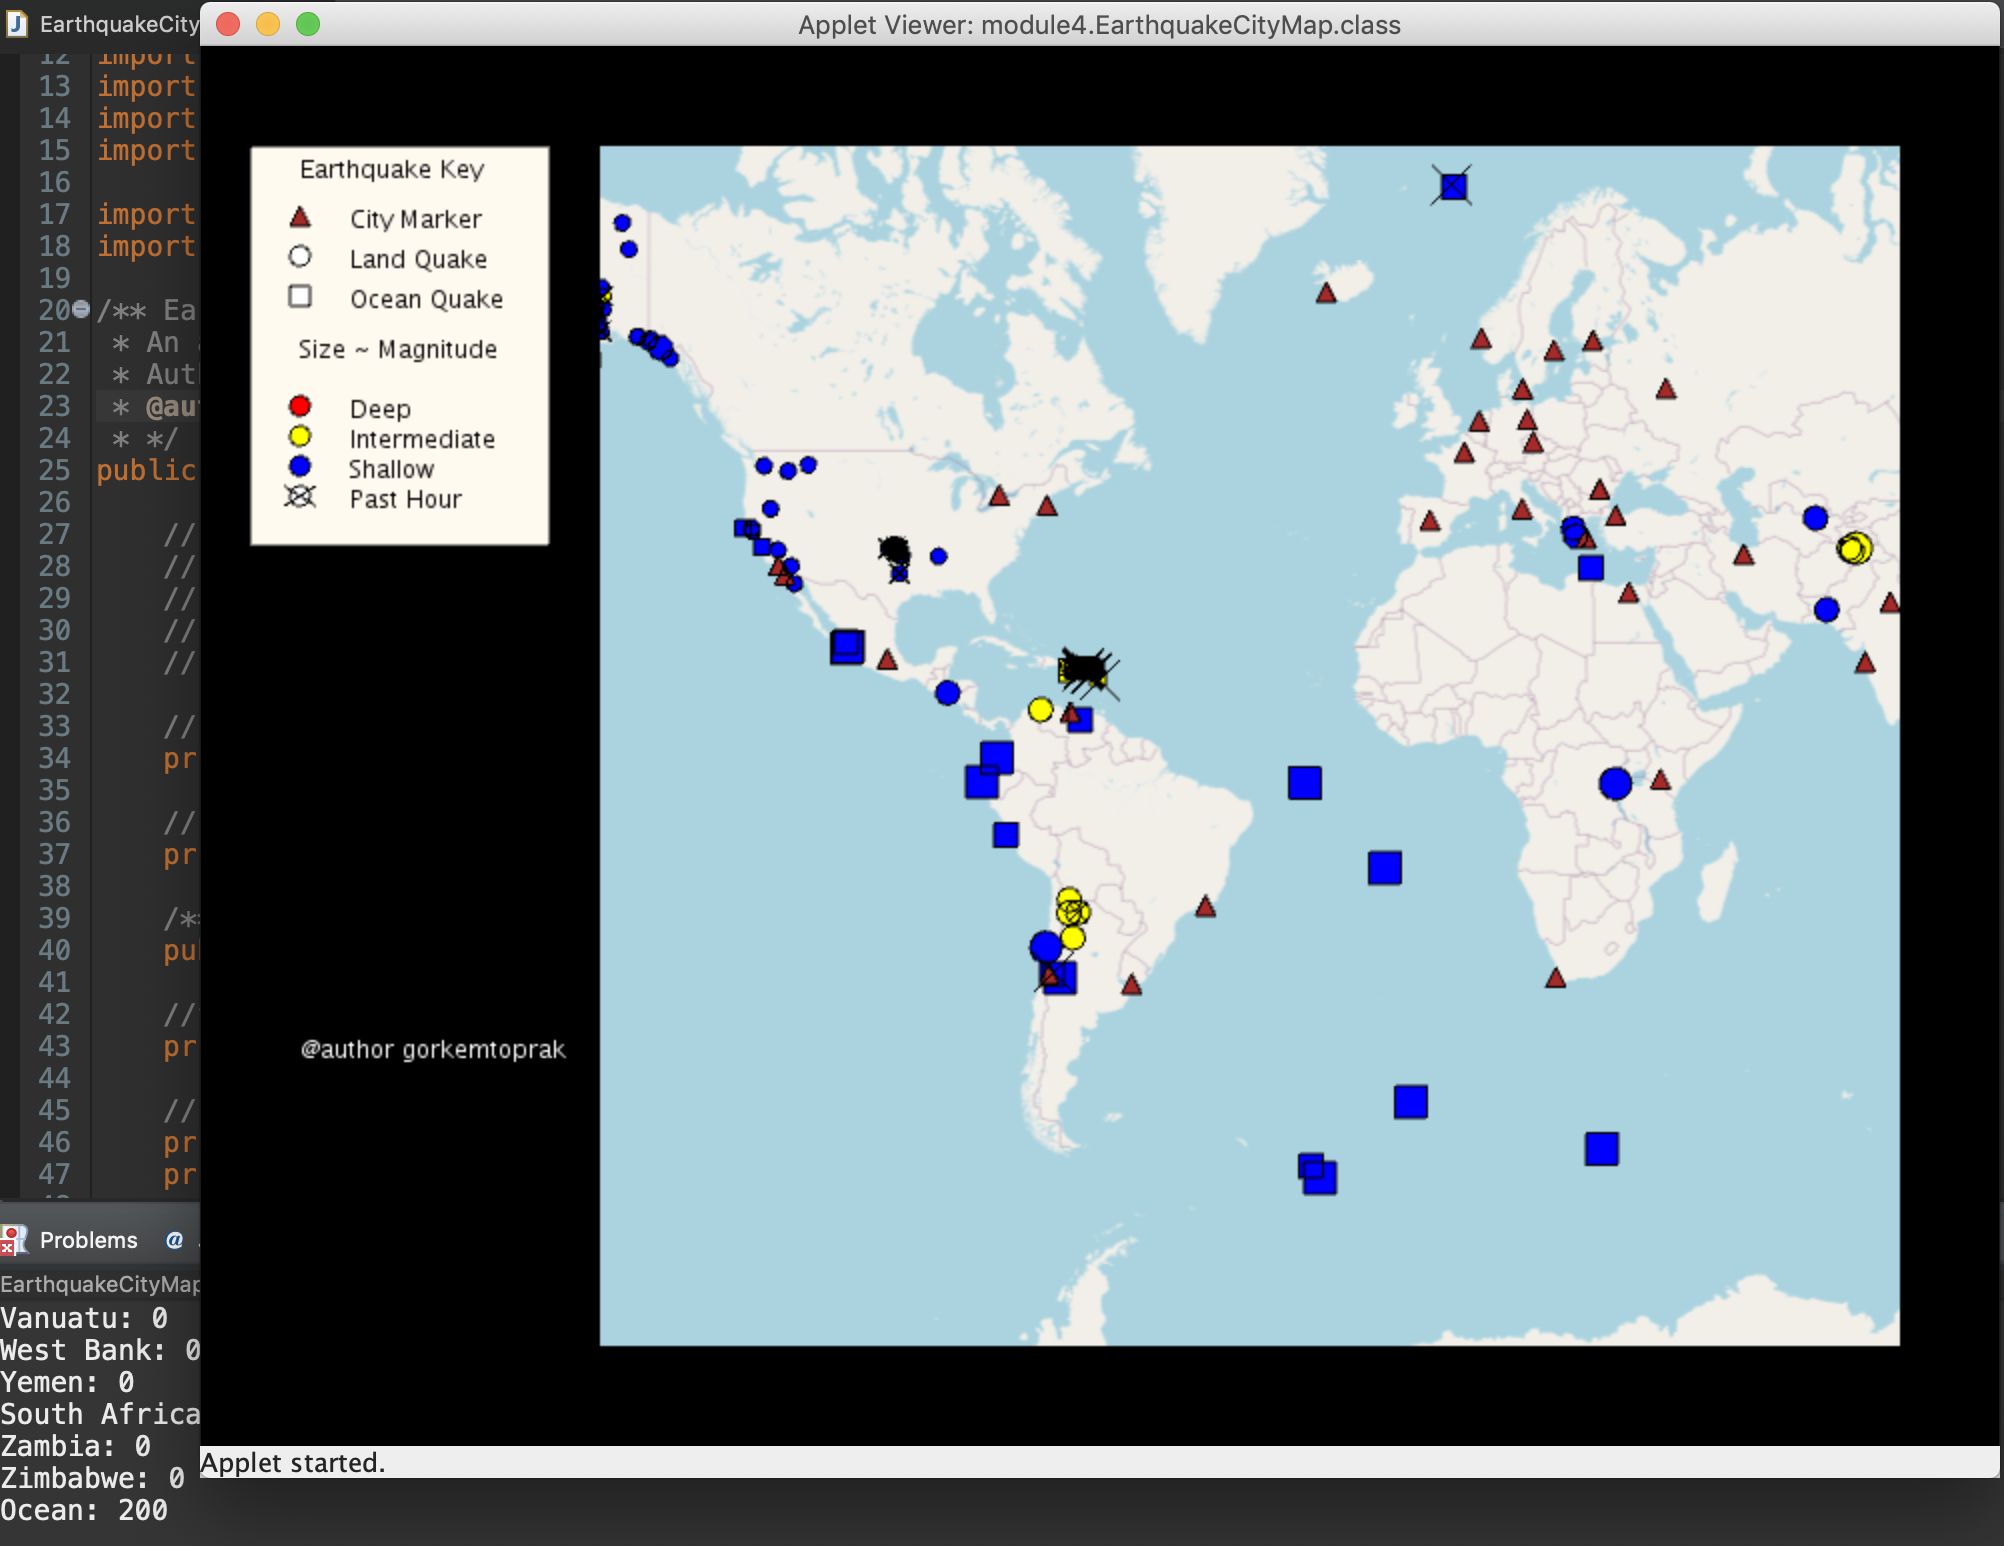 EarthquakeCity
Applet Viewer: module4.EarthquakeCityMap.class
12 import
13 import
14 import
15 import
16
17 import
18 import
19
20 /** Ea
21 * An
22 * Aut
23 * @au
24 * */
25 public
26
27 //
28 //
29 //
30 //
31 //
32
33 //
34 pr
35
36 //
37 pr
38
39 /*
40 pu
41
42 //
43 pr
44
45 //
46 pr
47 pr
Earthquake Key
City Marker
Land Quake
Ocean Quake
Size ~ Magnitude
Deep
Intermediate
Shallow
Past Hour
@author gorkemtoprak
Problems @
EarthquakeCityMap
Vanuatu: 0
West Bank: 0
Yemen: 0
South Africa
Zambia: 0
Zimbabwe: 0
Ocean: 200
Applet started.